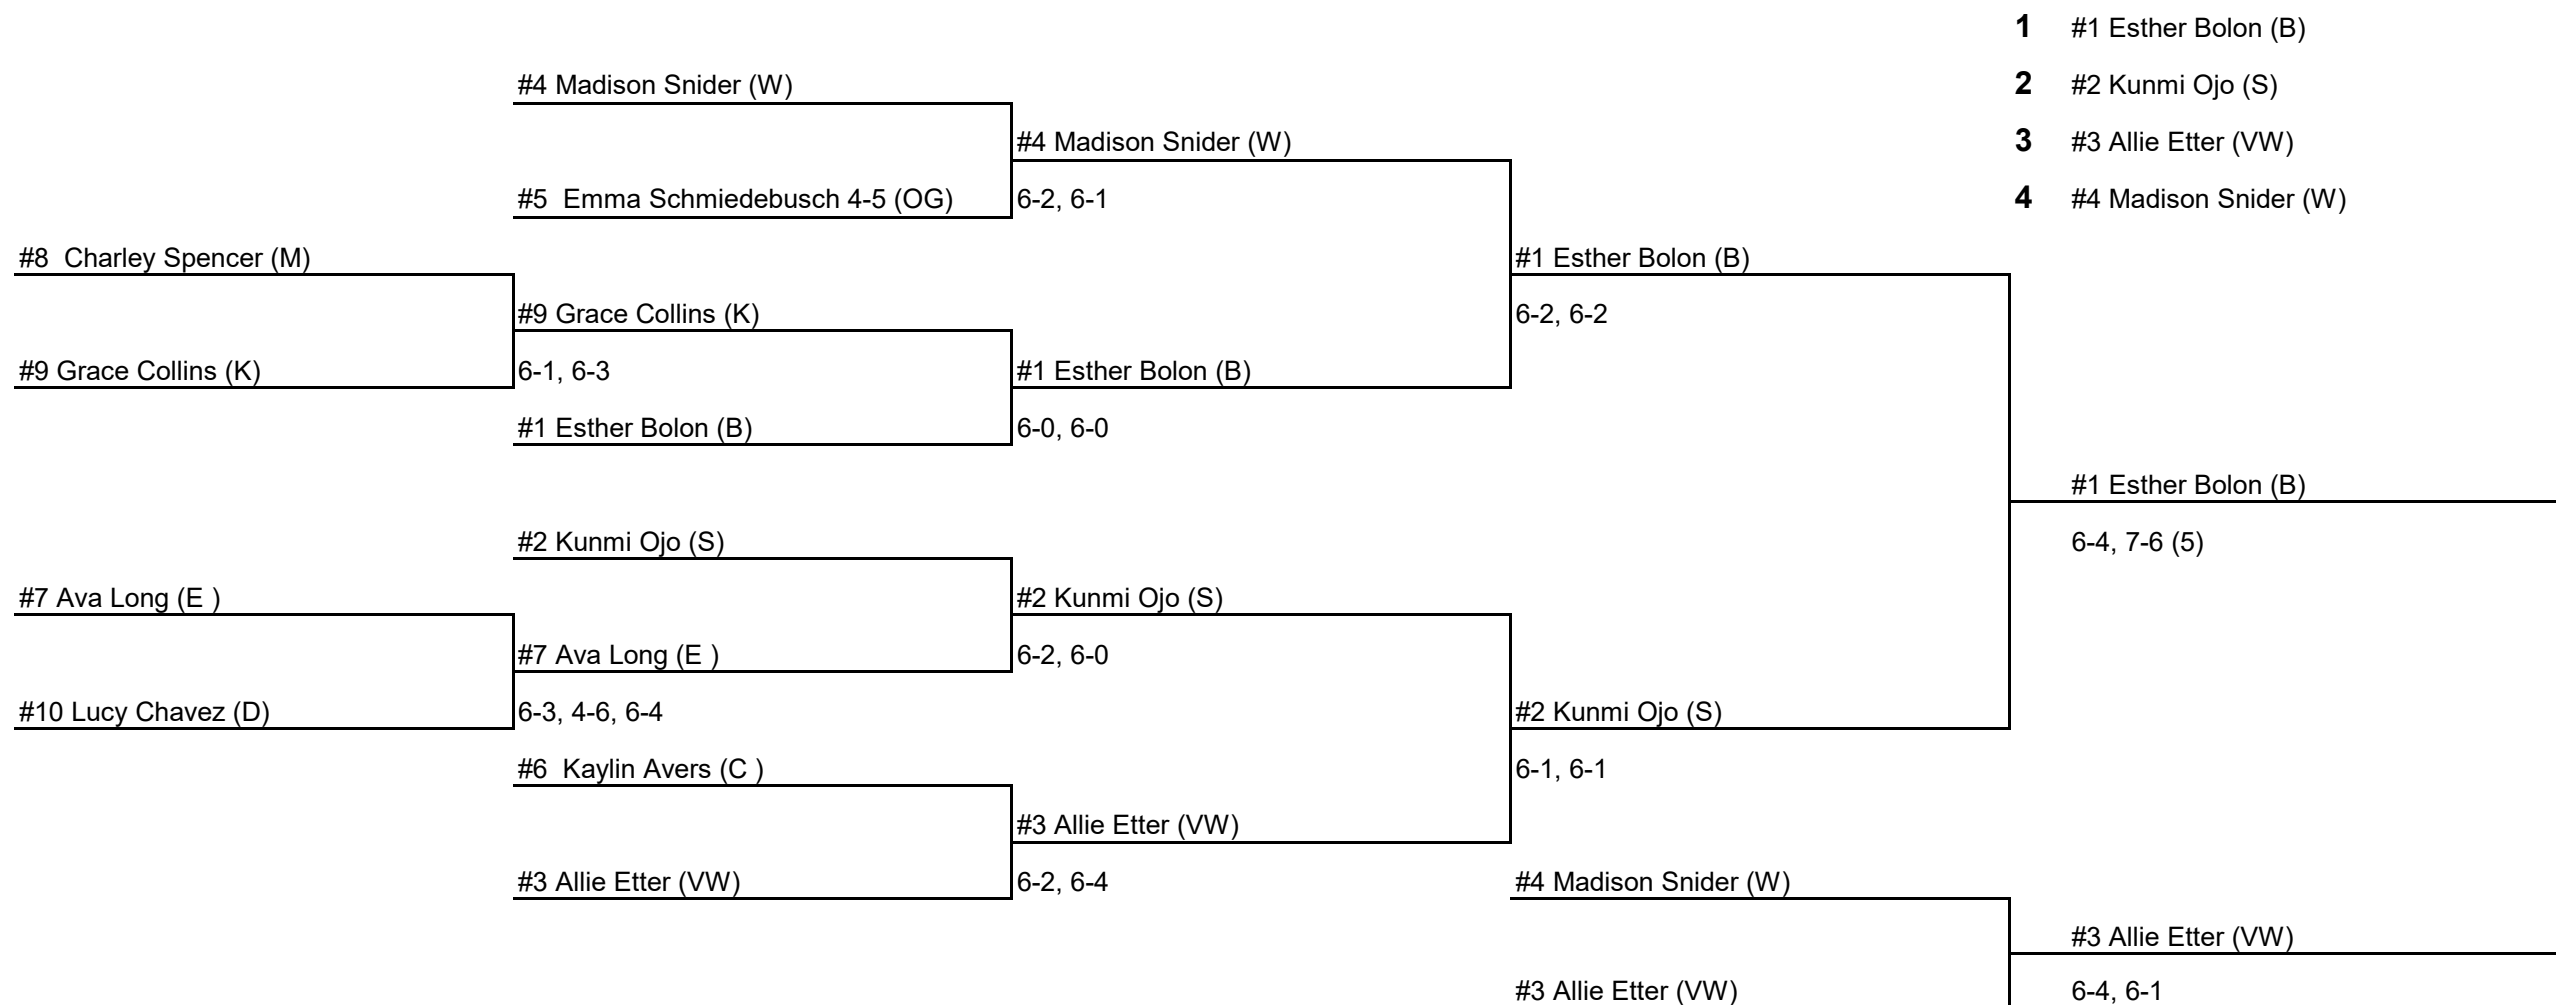 1 #1 Esther Bolon (B)
#4 Madison Snider (W)
2 #2 Kunmi Ojo (S)
#4 Madison Snider (W)
3 #3 Allie Etter (VW)
#5  Emma Schmiedebusch 4-5 (OG)
6-2, 6-1
4 #4 Madison Snider (W)
#8  Charley Spencer (M)
#1 Esther Bolon (B)
#9 Grace Collins (K)
6-2, 6-2
#9 Grace Collins (K)
6-1, 6-3
#1 Esther Bolon (B)
#1 Esther Bolon (B)
6-0, 6-0
#1 Esther Bolon (B)
#2 Kunmi Ojo (S)
6-4, 7-6 (5)
#7 Ava Long (E )
#2 Kunmi Ojo (S)
#7 Ava Long (E )
6-2, 6-0
#10 Lucy Chavez (D)
6-3, 4-6, 6-4
#2 Kunmi Ojo (S)
#6  Kaylin Avers (C )
6-1, 6-1
#3 Allie Etter (VW)
#3 Allie Etter (VW)
6-2, 6-4
#4 Madison Snider (W)
#3 Allie Etter (VW)
#3 Allie Etter (VW)
6-4, 6-1